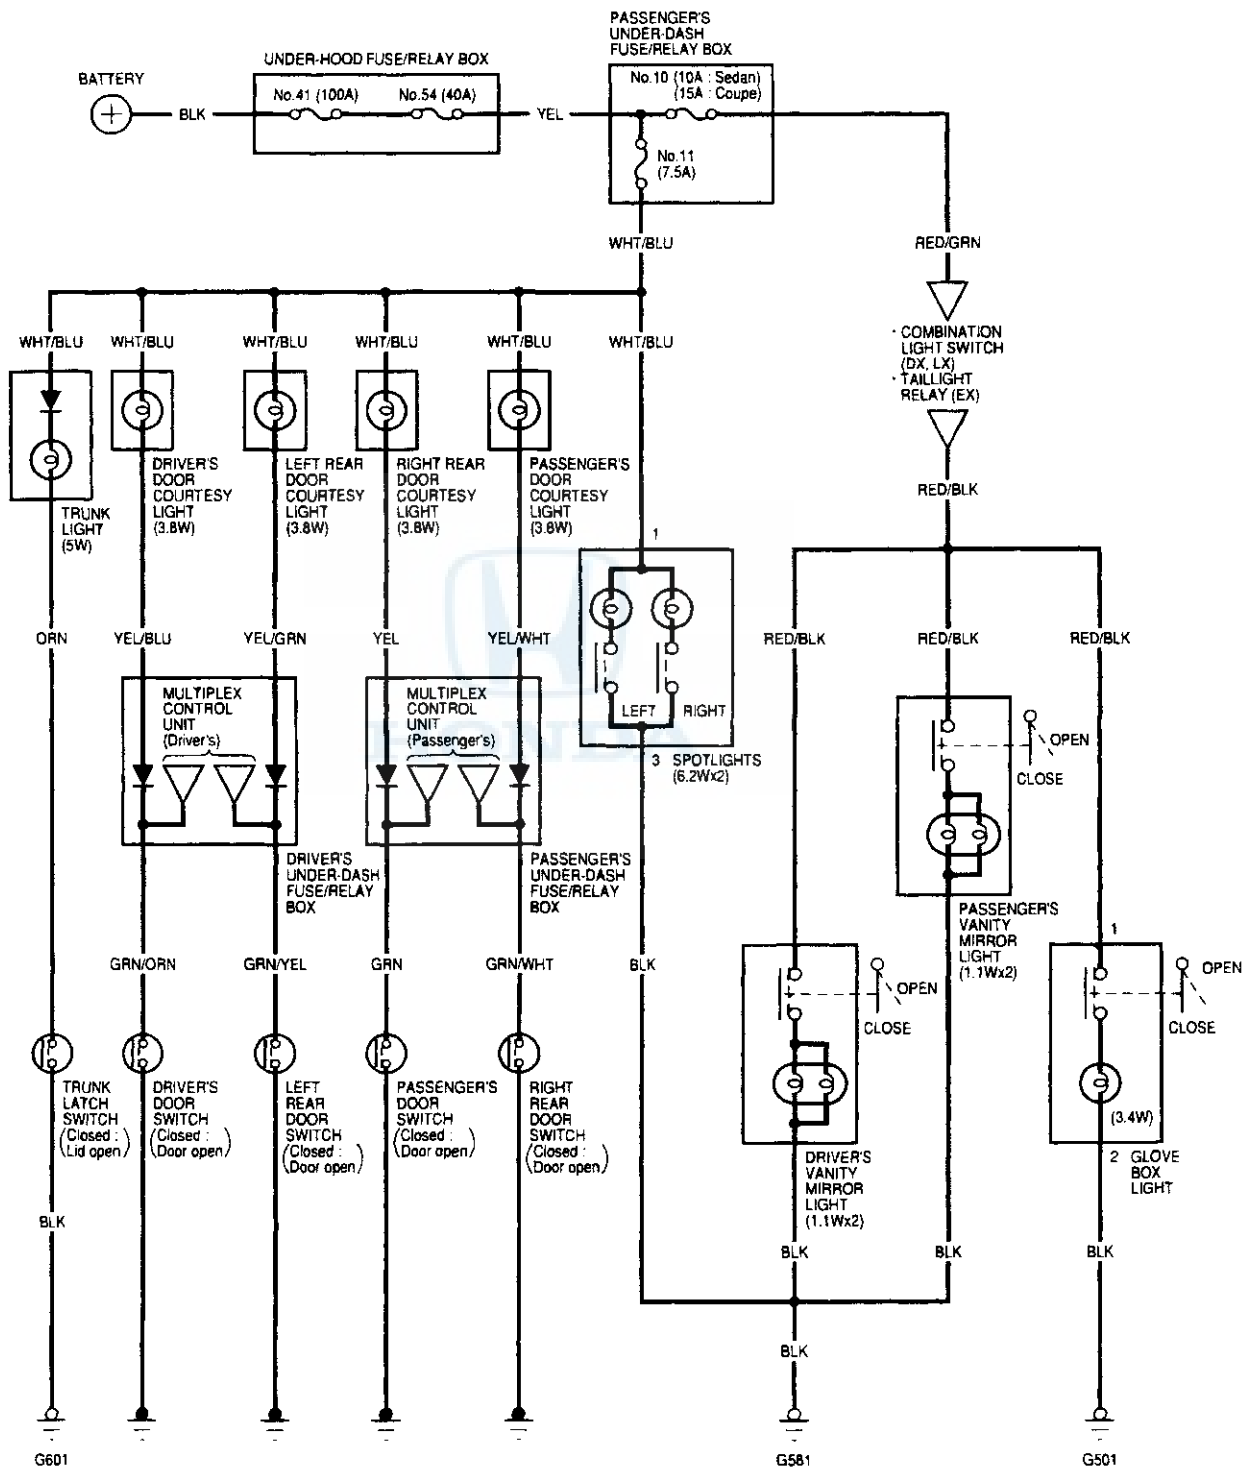 PASSENGER'S
UNDER-DASH
FUSE/RELAY BOX
UNDER-HOOD FUSE/RELAY BOX
BATTERY
No.10 (10A : Sedan)
(15A : Coupe)
No.41 (100A)
No.54 (40A)
BLK
YEL
No.11
(7.5A)
WHT/BLU
RED/GRN
WHT/BLU
WHT/BLU
WHT/BLU
WHT/BLU
WHT/BLU
WHT/BLU
· COMBINATION
LIGHT SWITCH
(DX, LX)
· TAILLIGHT
RELAY (EX)
DRIVER'S
DOOR
COURTESY
LIGHT
(3.8W)
LEFT REAR
DOOR
COURTESY
LIGHT
(3.8W)
RIGHT REAR
DOOR
COURTESY
LIGHT
(3.8W)
PASSENGER'S
DOOR
COURTESY
LIGHT
(3.8W)
RED/BLK
TRUNK
LIGHT
(5W)
1
ORN
YEL/BLU
YEL/GRN
YEL
YEL/WHT
RED/BLK
RED/BLK
RED/BLK
MULTIPLEX
CONTROL
UNIT
(Driver's)
MULTIPLEX
CONTROL
UNIT
(Passenger's)
LEFT
RIGHT
HONDA
OPEN
CLOSE
3 SPOTLIGHTS
(6.2Wx2)
DRIVER'S
UNDER-DASH
FUSE/RELAY
BOX
PASSENGER'S
UNDER-DASH
FUSE/RELAY
BOX
PASSENGER'S
VANITY
MIRROR
LIGHT
(1.1Wx2)
1
GRN/ORN
GRN/YEL
GRN
GRN/WHT
BLK
OPEN
CLOSE
OPEN
CLOSE
TRUNK
LATCH
SWITCH
(Closed :
Lid open)
DRIVER'S
DOOR
SWITCH
(Closed :
Door open)
LEFT
REAR
DOOR
SWITCH
(Closed :
Door open)
PASSENGER'S
DOOR
SWITCH
(Closed :
Door open)
RIGHT
REAR
DOOR
SWITCH
(Closed :
Door open)
(3.4W)
DRIVER'S
VANITY
MIRROR
LIGHT
(1.1Wx2)
2 GLOVE
BOX
LIGHT
BLK
BLK
BLK
BLK
BLK
G601
G581
G501